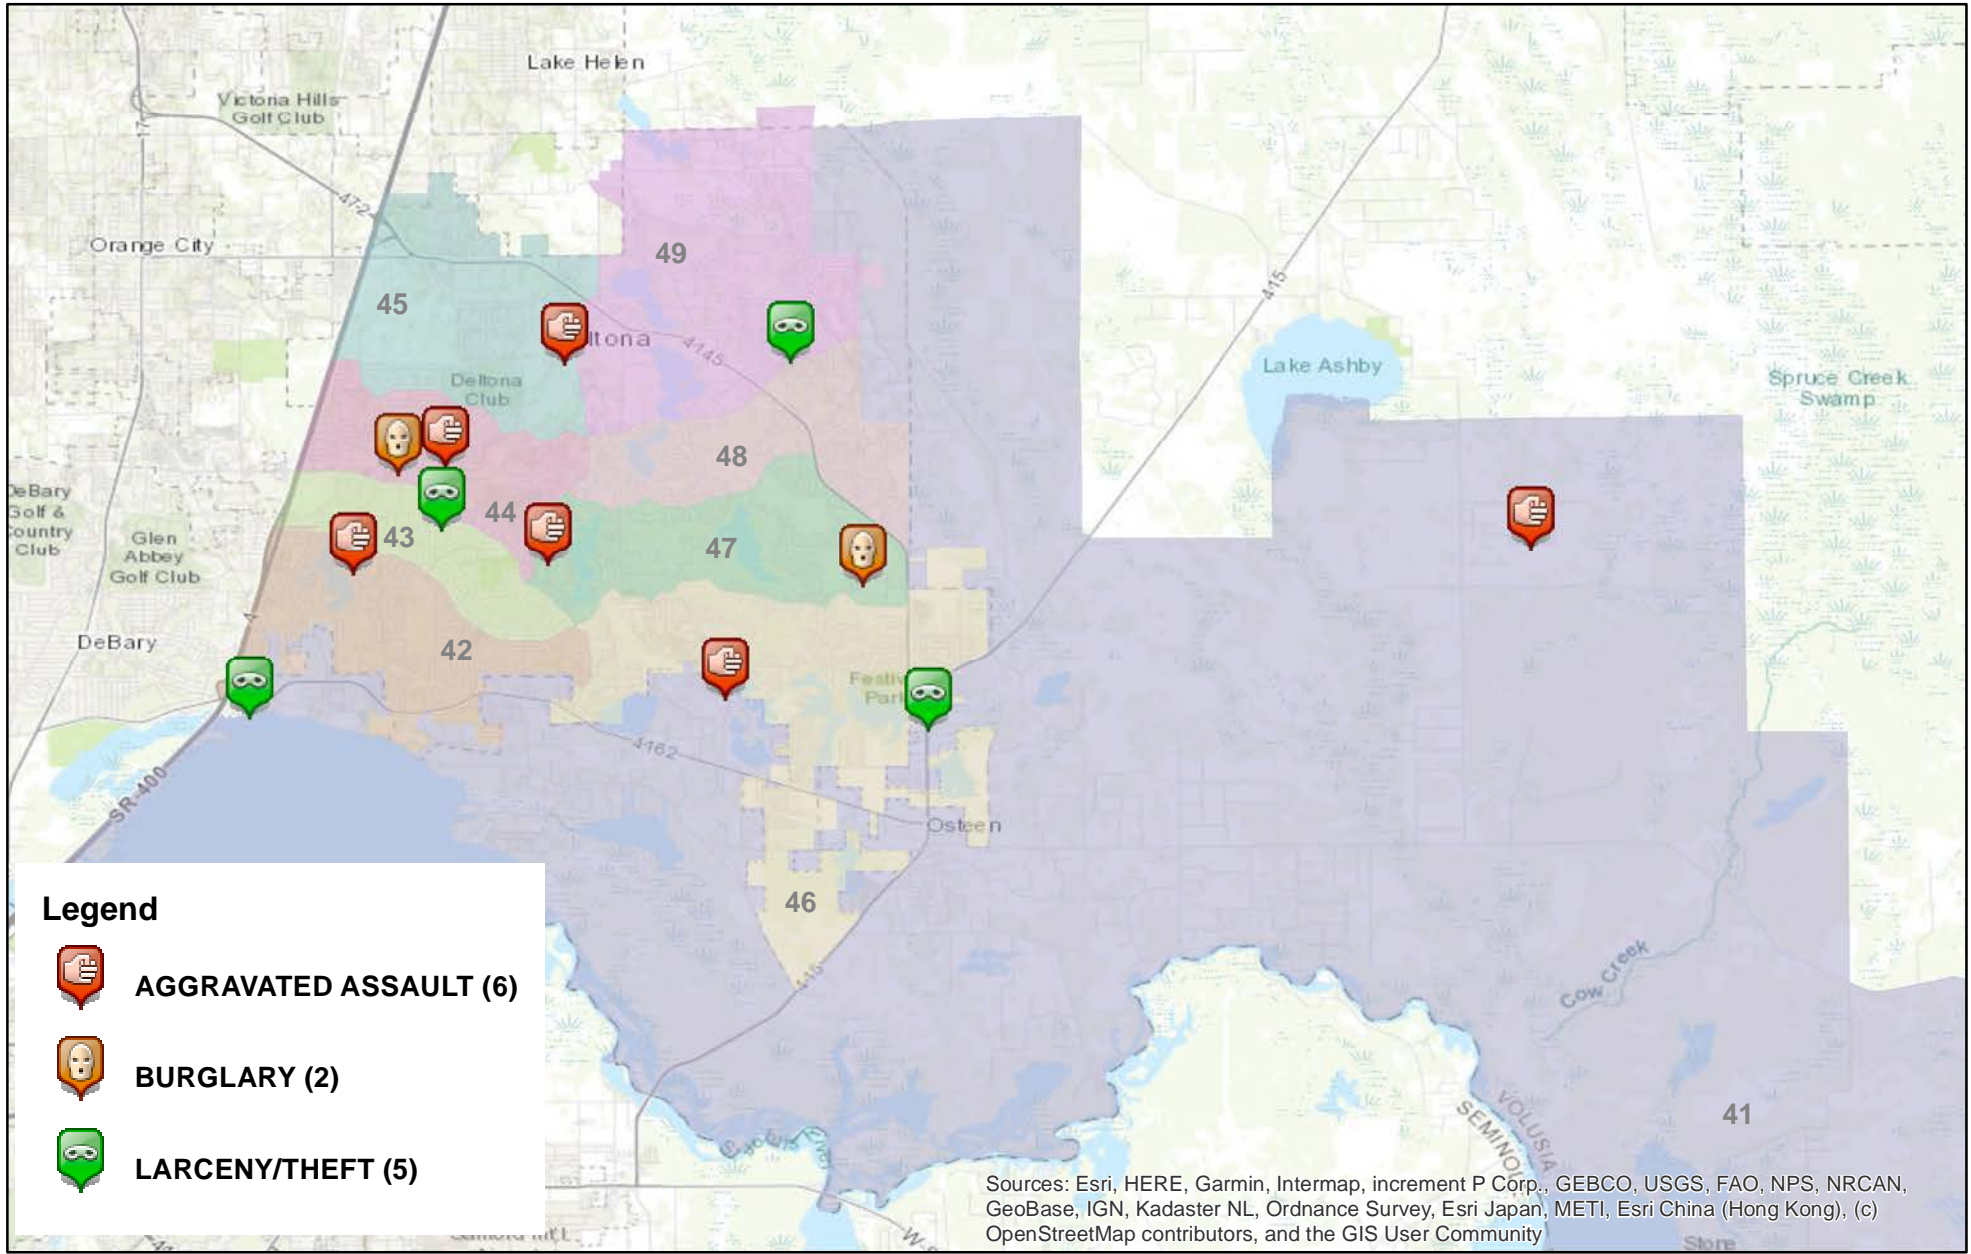 Lake Helen
Victoria Hills
Golf Club
17
472
Orange City
49
45
415
ltona
4145
Lake Ashby
Deltona
Club
Spruce Creek
Swamp
48
DeBary
Golf &
Country
Club
44
43
Glen
Abbey
Golf Club
47
4
DeBary
42
Festiv
Park
4162
SR-400
Osteen
46
415
Cow Creek
Legend
AGGRAVATED ASSAULT (6)
BURGLARY (2)
LARCENY/THEFT (5)
VOLUSIA
SEMINOLE
41
Sources: Esri, HERE, Garmin, Intermap, increment P Corp., GEBCO, USGS, FAO, NPS, NRCAN,
GeoBase, IGN, Kadaster NL, Ordnance Survey, Esri Japan, METI, Esri China (Hong Kong), (c)
OpenStreetMap contributors, and the GIS User Community
Store